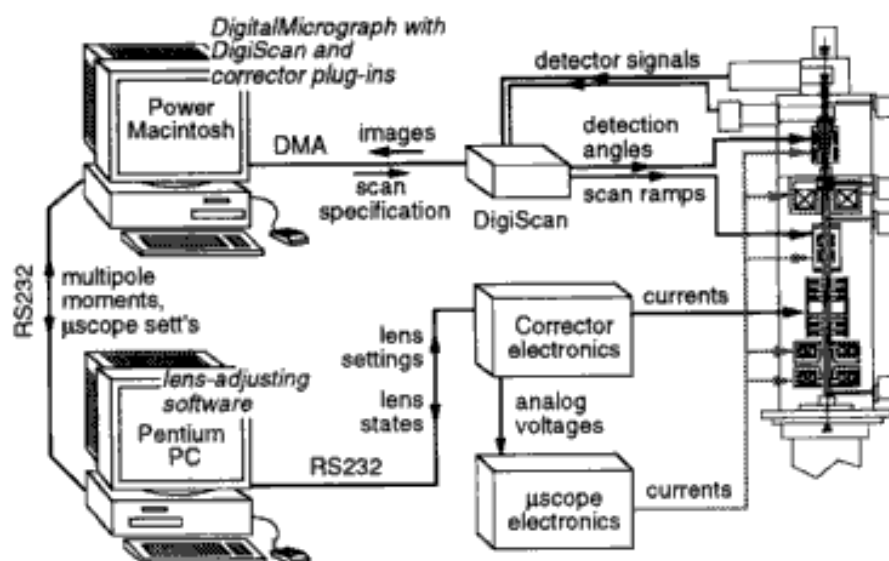 DigitalMicrograph with
DigiScan and
corrector plug-ins
Power
Macintosh
DMA
images
scan
specification
detector signals
detection
angles
scan ramps
DigiScan
RS232
multipole
moments,
μscope sett's
lens-adjusting
software
Pentium
PC
RS232
lens
settings
lens
states
Corrector
electronics
currents
analog
voltages
μscope
electronics
currents